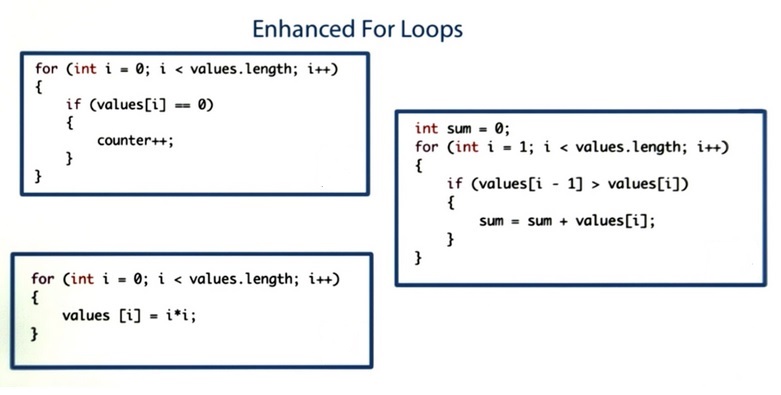 Enhanced For Loops
for (int i = 0; i < values.length; i++)
{
    if (values[i] == 0)
    {
        counter++;
    }
}
int sum = 0;
for (int i = 1; i < values.length; i++)
{
    if (values[i - 1] > values[i])
    {
        sum = sum + values[i];
    }
}
for (int i = 0; i < values.length; i++)
{
    values [i] = i*i;
}